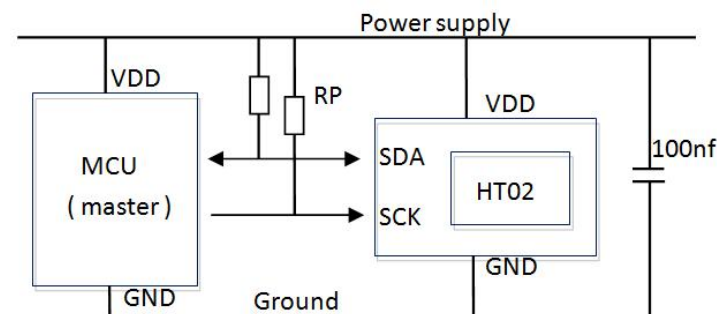 Power supply
VDD
RP
VDD
MCU
( master )
SDA
SCK
HT02
100nf
GND
Ground
GND